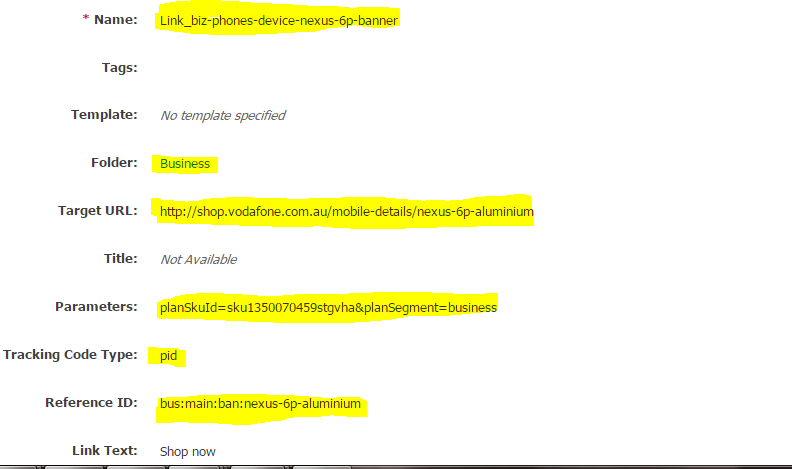 * Name: Link_biz-phones-device-nexus-6p-banner
Tags:
Template: No template specified
Folder: Business
Target URL: http://shop.vodafone.com.au/mobile-details/nexus-6p-aluminium
Title: Not Available
Parameters: planSkuId=sku1350070459stgvha&planSegment=business
Tracking Code Type: pid
Reference ID: bus:main:ban:nexus-6p-aluminium
Link Text: Shop now